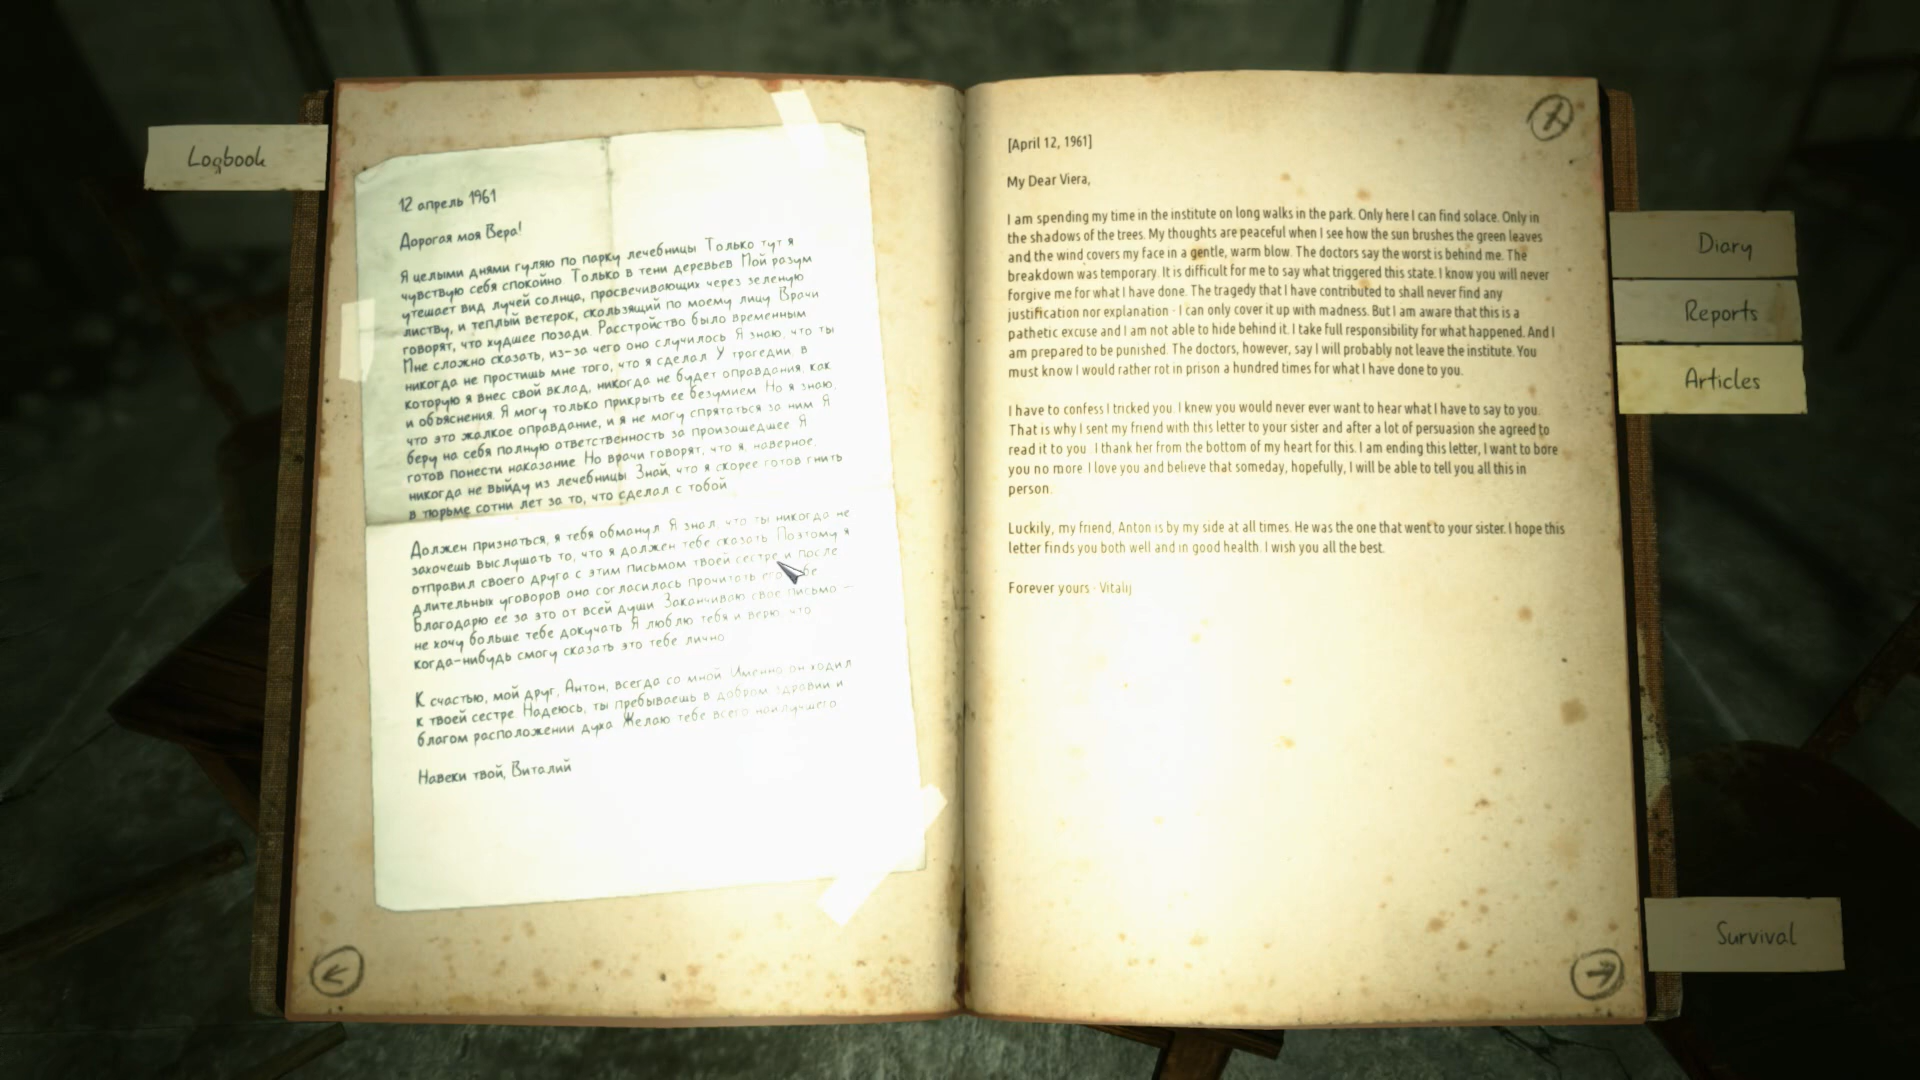 Logbook
12 апрель 1961
Дорогая моя Вера!
Я целыми днями гуляю по парку лечебницы Только тут я
чувствую себя спокойно. Только в тени деревьев Мой разум
утешает вид лучей солнца, просвечивающих через зеленую
листву, и теплый ветерок, скользящий по моему лицу Врачи
говорят, что худшее позади. Расстройство было временным
Мне сложно сказать, из-за чего оно случилось Я знаю, что ты
никогда не простишь мне того, что я сделал У трагедии, в
которую я внес свой вклад, никогда не будет оправдания, как
и объяснения. Я могу только прикрыть ее безумием Но я знаю,
что это жалкое оправдание, и я не могу спрятаться за ним. Я
беру на себя полную ответственность за произошедшее Я
готов понести наказание Но врачи говорят, что я, наверное,
никогда не выйду из лечебницы Знай, что я скорее готов гнить
в тюрьме сотни лет за то, что сделал с тобой
Должен признаться, я тебя обманул Я знал, что ты никогда не
захочешь выслушать то, что я должен тебе сказать Поэтому я
отправил своего друга с этим письмом твоей сестре и после
длительных уговоров она согласилась прочитать его
Благодарю ее за это от всей души Заканчиваю свое письмо –
не хочу больше тебе докучать Я люблю тебя и верю, что
когда-нибудь смогу сказать это тебе лично
К счастью, мой друг, Антон, всегда со мной Именно он ходил
к твоей сестре Надеюсь, ты пребываешь в добром здравии и
благом расположении духа Желаю тебе всего наилучшего
Навеки твой, Виталий
[April 12, 1961]
My Dear Viera,
I am spending my time in the institute on long walks in the park. Only here I can find solace. Only in
the shadows of the trees. My thoughts are peaceful when I see how the sun brushes the green leaves
and the wind covers my face in a gentle, warm blow. The doctors say the worst is behind me. The
breakdown was temporary. It is difficult for me to say what triggered this state. I know you will never
forgive me for what I have done. The tragedy that I have contributed to shall never find any
justification nor explanation - I can only cover it up with madness. But I am aware that this is a
pathetic excuse and I am not able to hide behind it. I take full responsibility for what happened. And I
am prepared to be punished. The doctors, however, say I will probably not leave the institute. You
must know I would rather rot in prison a hundred times for what I have done to you.
I have to confess I tricked you. I knew you would never ever want to hear what I have to say to you.
That is why I sent my friend with this letter to your sister and after a lot of persuasion she agreed to
read it to you. I thank her from the bottom of my heart for this. I am ending this letter, I want to bore
you no more. I love you and believe that someday, hopefully, I will be able to tell you all this in
person.
Luckily, my friend, Anton is by my side at all times. He was the one that went to your sister. I hope this
letter finds you both well and in good health. I wish you all the best.
Forever yours - Vitalij
Diary
Reports
Articles
Survival